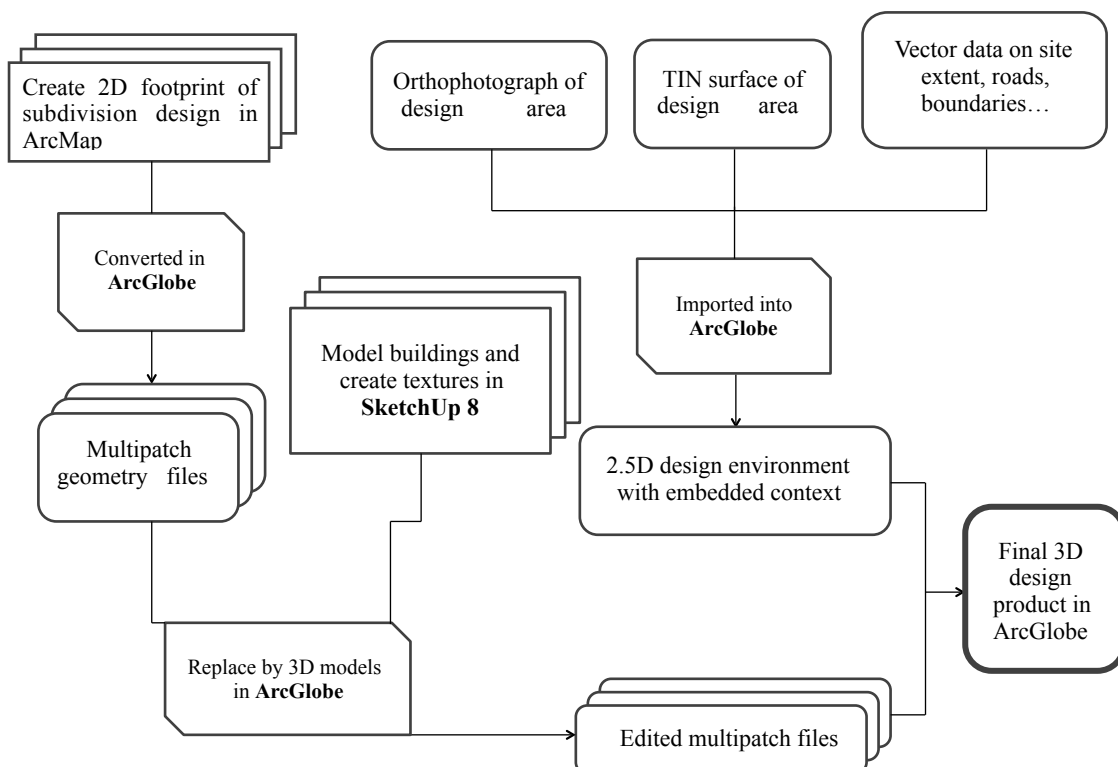 Create 2D footprint of
subdivision design in
ArcMap
Orthophotograph of
design area
TIN surface of
design area
Vector data on site
extent, roads,
boundaries…
Converted in
ArcGlobe
Model buildings and
create textures in
SketchUp 8
Imported into
ArcGlobe
Multipatch
geometry files
2.5D design environment
with embedded context
Final 3D
design
product in
ArcGlobe
Replace by 3D models
in ArcGlobe
Edited multipatch files